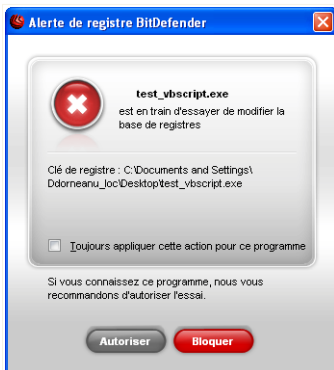 Alerte de registre BitDefender
test_vbscript.exe
est en train d'essayer de modifier la
base de registres
Clé de registre : C:\Documents and Settings\
Ddorneanu_loc\Desktop\test_vbscript.exe
Toujours appliquer cette action pour ce programme
Si vous connaissez ce programme, nous vous
recommandons d'autoriser l'essai.
Autoriser
Bloquer